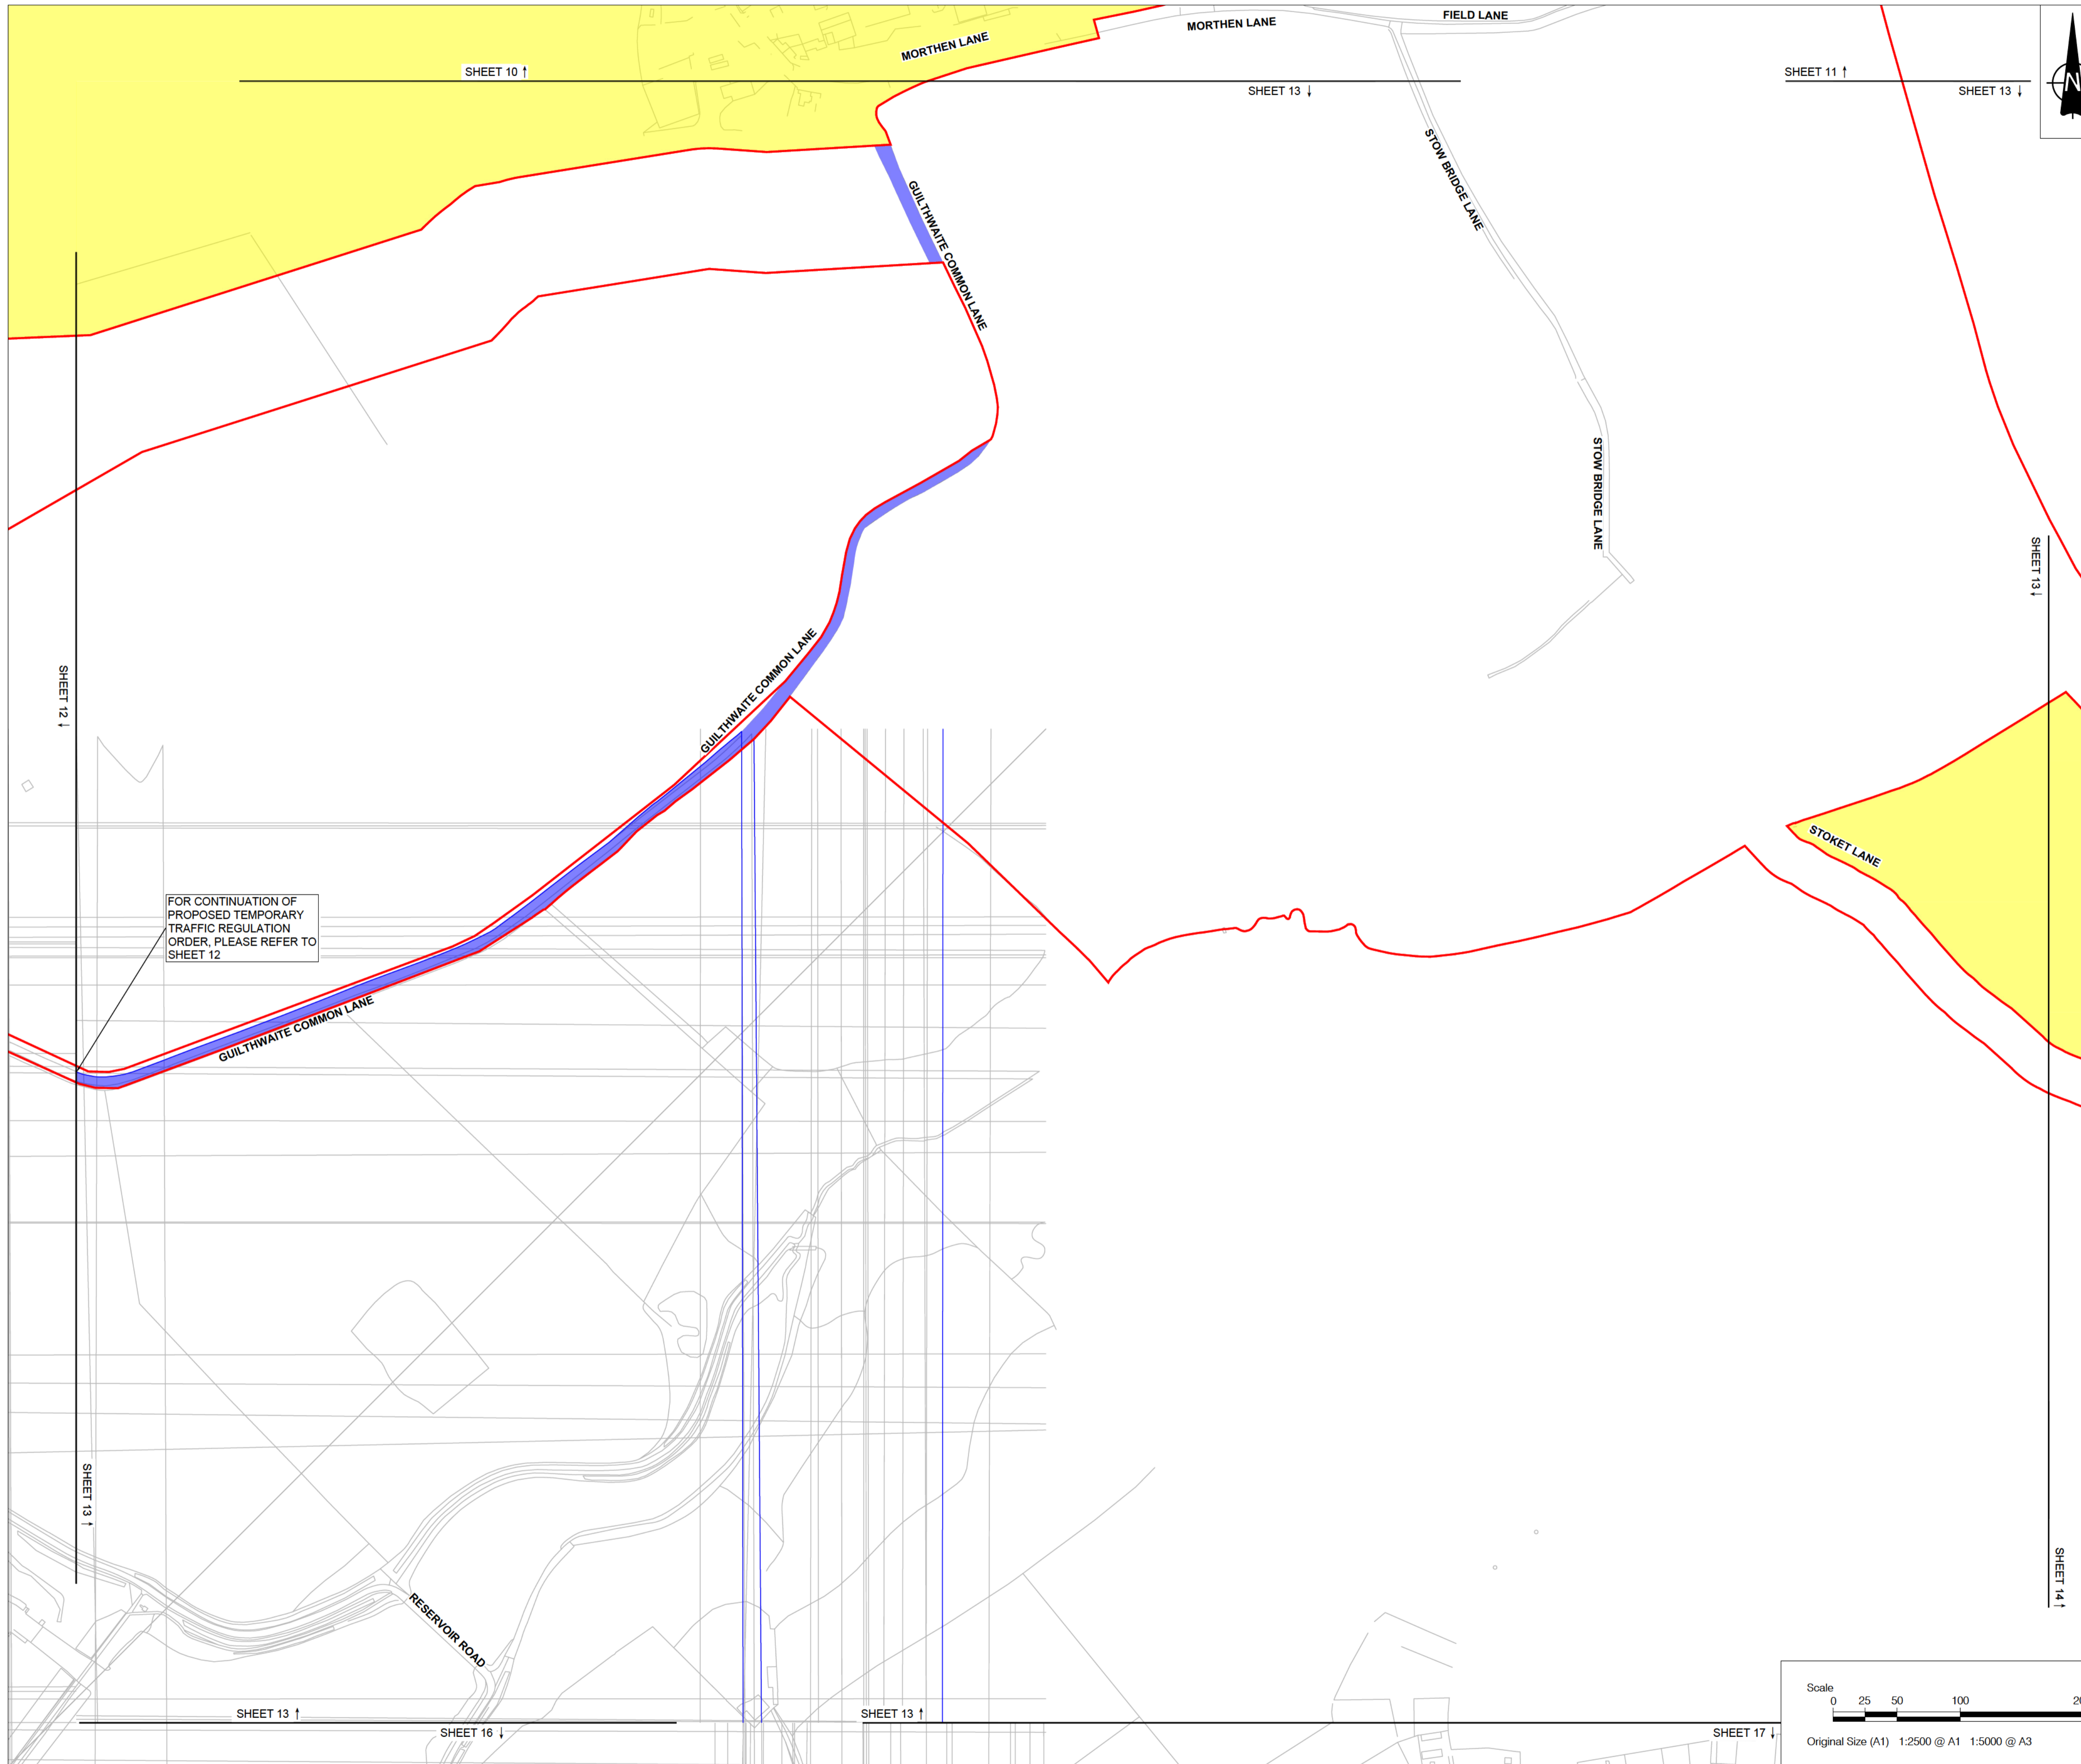 FIELD LANE
MORTHEN LANE
MORTHEN LANE
SHEET 10 ↑
SHEET 13 ↓
SHEET 11 ↑
SHEET 13 ↓
N
STOW BRIDGE LANE
GUILTHWAITE COMMON LANE
STOW BRIDGE LANE
SHEET 13 ↓
SHEET 12 ↓
GUILTHWAITE COMMON LANE
STOKET LANE
FOR CONTINUATION OF
PROPOSED TEMPORARY
TRAFFIC REGULATION
ORDER, PLEASE REFER TO
SHEET 12
GUILTHWAITE COMMON LANE
SHEET 13 ↑
SHEET 14 ↑
RESERVOIR ROAD
SHEET 13 ↑
SHEET 16 ↓
SHEET 13 ↑
SHEET 17 ↓
Scale
0 25 50 100
Original Size (A1) 1:2500 @ A1 1:5000 @ A3